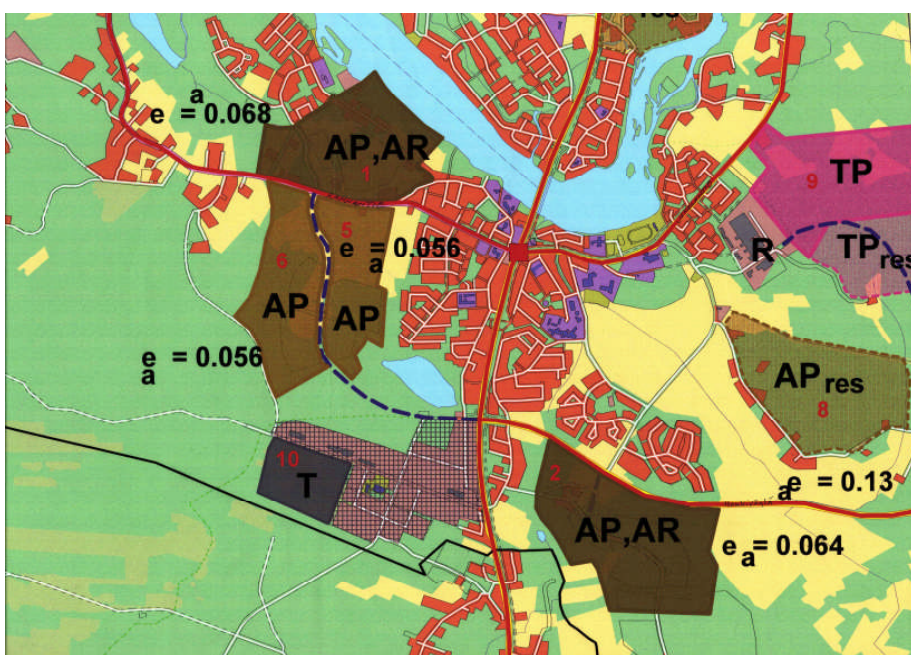 res
a
e = 0.068
AP,AR
1
9 TP
5
e = 0.056
a
6
R
TP res
AP
AP
e = 0.056
a
AP res
8
10
T
2
e = 0.13
a
AP,AR
e a = 0.064